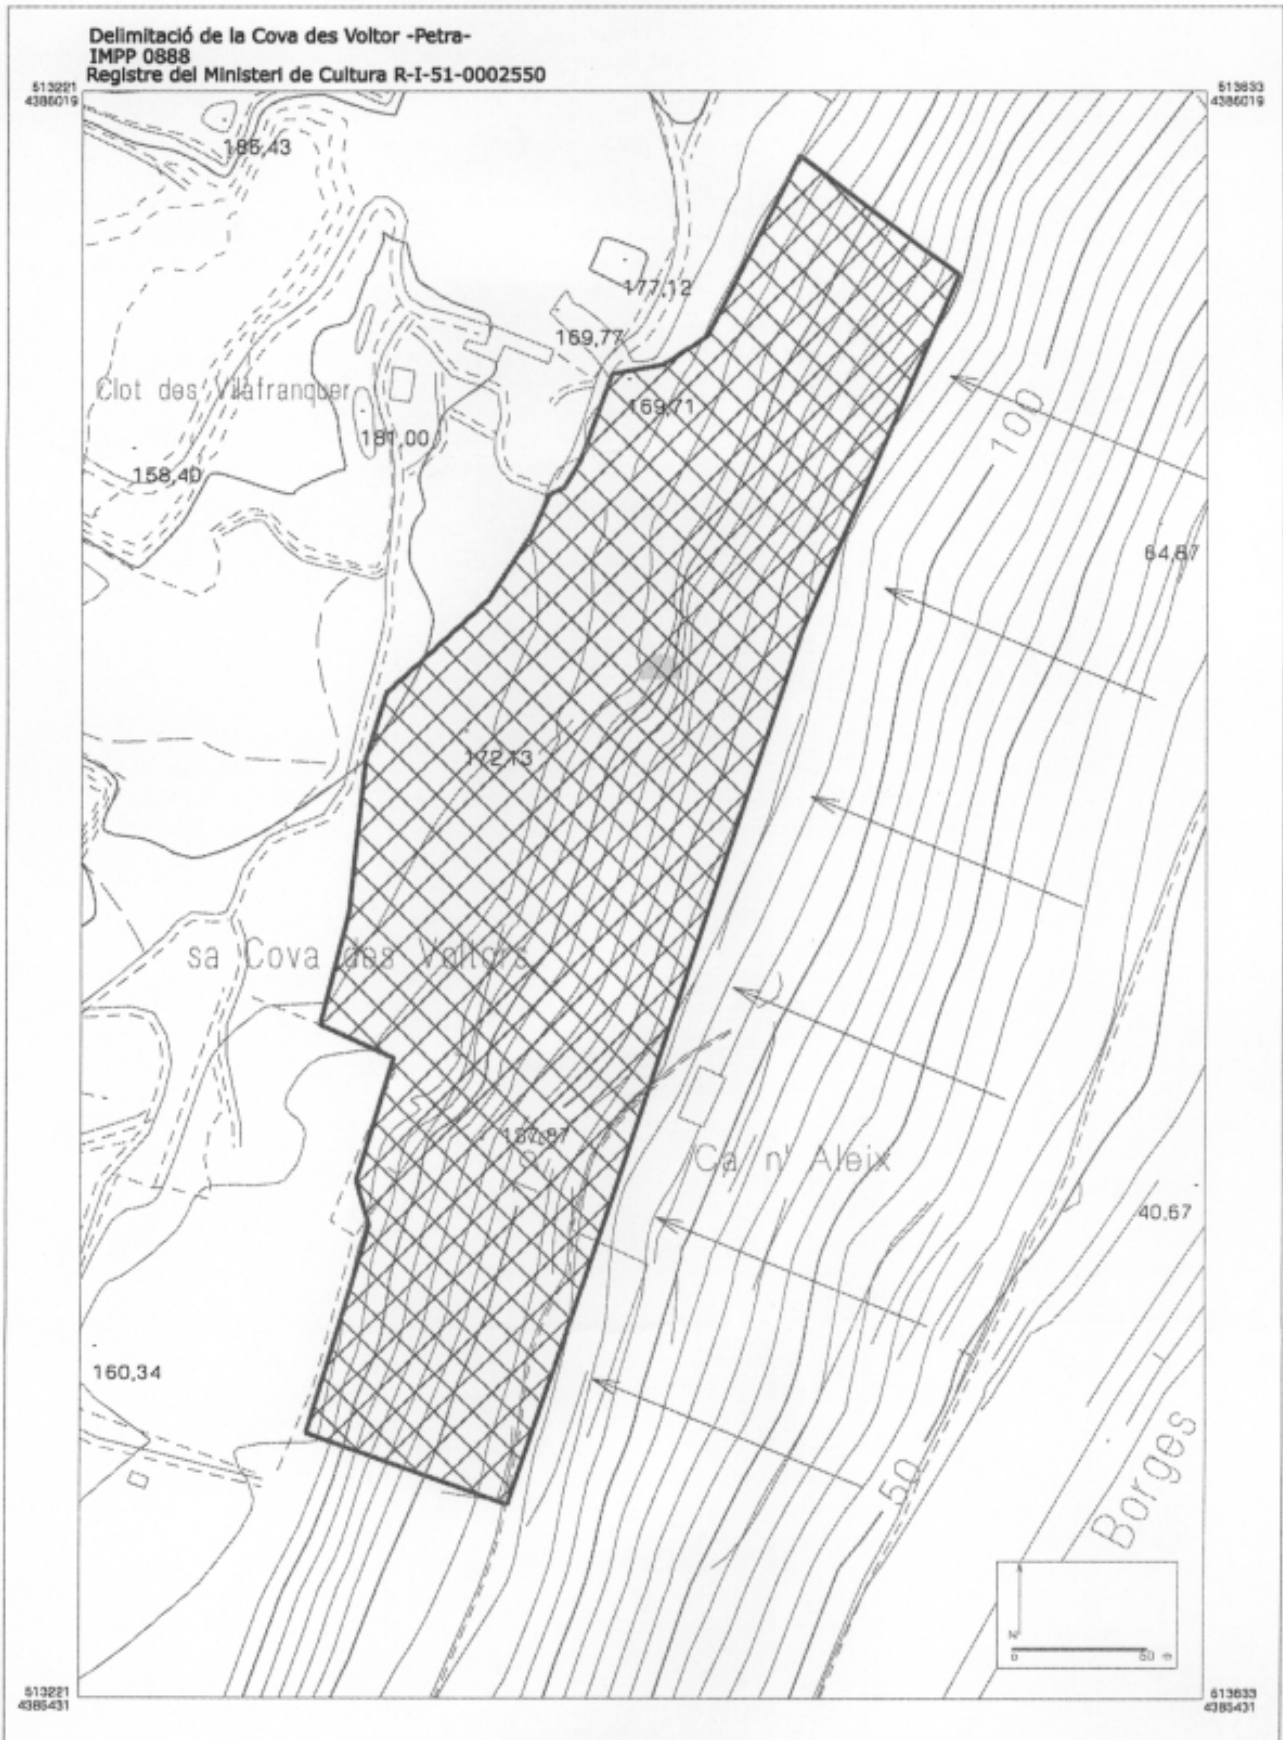 Delimitació de la Cova des Voltor -Petra-
IMPP 0888
Registre del Ministeri de Cultura R-I-51-0002550
513221
4386019
513633
4386019
185,43
177,12
169,77
Clot des Vilafranquer
169,71
181,00
100
158,40
64,87
172,13
sa Cova des Voltors
137,87
Ca n' Aleix
40,67
160,34
50
Borges
N
0 50 m
513221
4385431
513633
4385431